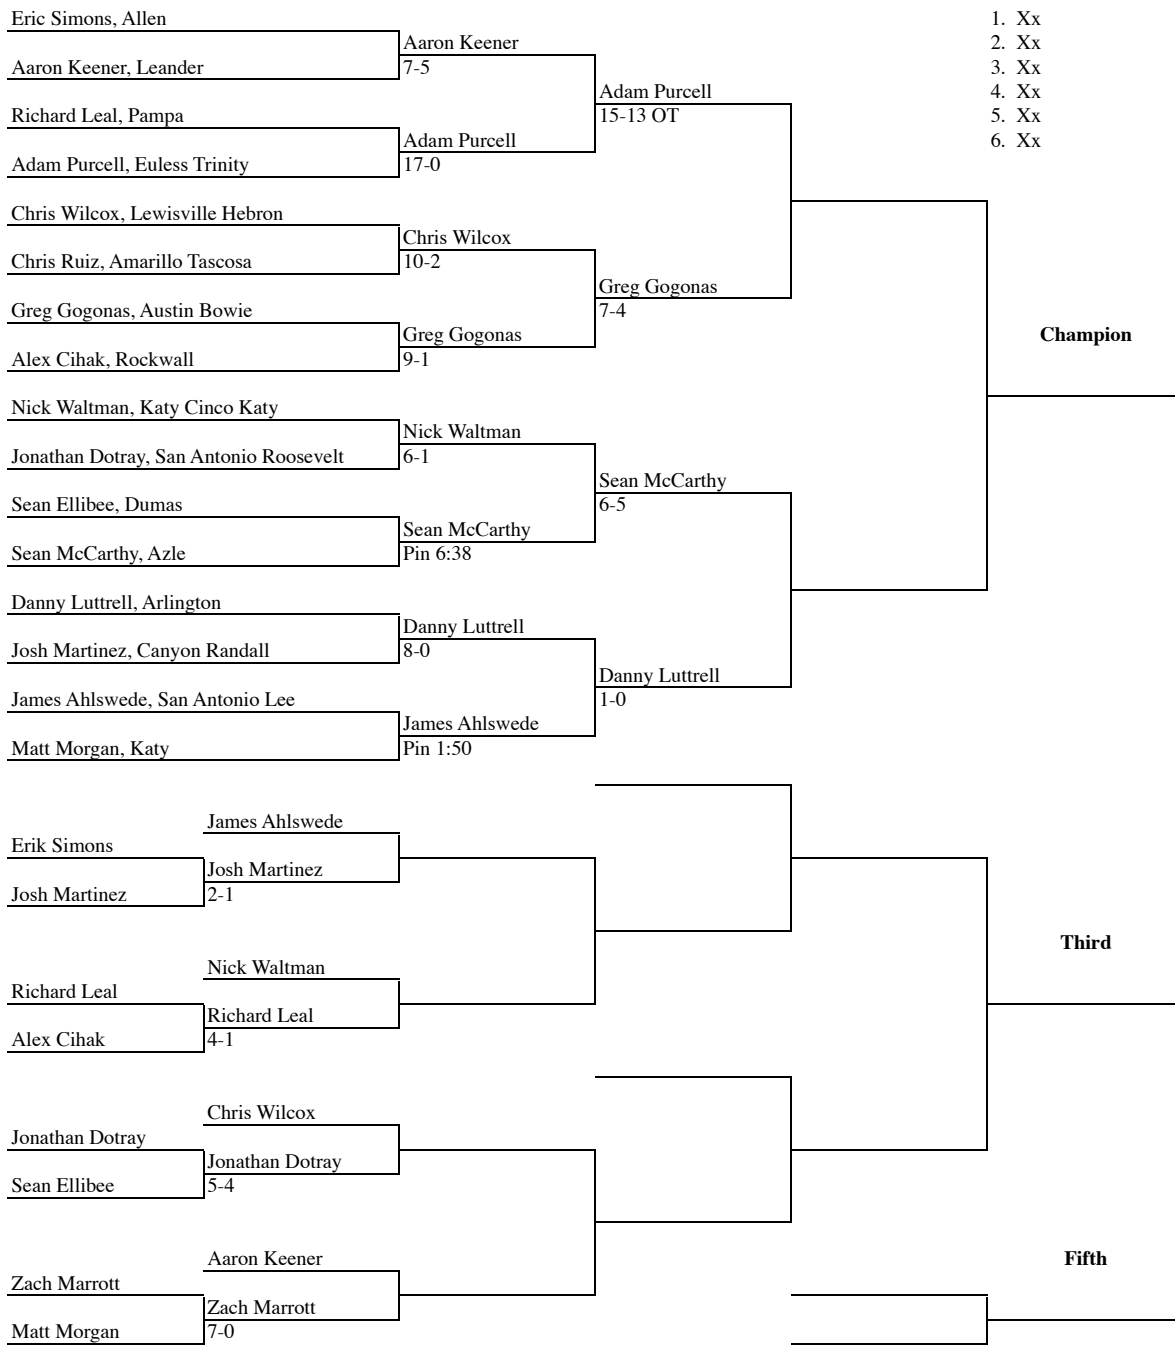 Eric Simons, Allen
1. Xx
Aaron Keener
2. Xx
Aaron Keener, Leander
7-5
3. Xx
Adam Purcell
4. Xx
Richard Leal, Pampa
15-13 OT
5. Xx
Adam Purcell
6. Xx
Adam Purcell, Euless Trinity
17-0
Chris Wilcox, Lewisville Hebron
Chris Wilcox
Chris Ruiz, Amarillo Tascosa
10-2
Greg Gogonas
Greg Gogonas, Austin Bowie
7-4
Greg Gogonas
Champion
Alex Cihak, Rockwall
9-1
Nick Waltman, Katy Cinco Katy
Nick Waltman
Jonathan Dotray, San Antonio Roosevelt
6-1
Sean McCarthy
Sean Ellibee, Dumas
6-5
Sean McCarthy
Sean McCarthy, Azle
Pin 6:38
Danny Luttrell, Arlington
Danny Luttrell
Josh Martinez, Canyon Randall
8-0
Danny Luttrell
James Ahlswede, San Antonio Lee
1-0
James Ahlswede
Matt Morgan, Katy
Pin 1:50
James Ahlswede
Erik Simons
Josh Martinez
Josh Martinez
2-1
Third
Nick Waltman
Richard Leal
Richard Leal
Alex Cihak
4-1
Chris Wilcox
Jonathan Dotray
Jonathan Dotray
Sean Ellibee
5-4
Aaron Keener
Fifth
Zach Marrott
Zach Marrott
Matt Morgan
7-0